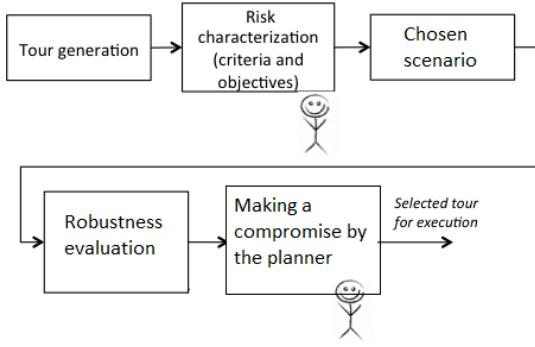 Tour generation
Risk
characterization
(criteria and
objectives)
Chosen
scenario
Robustness
evaluation
Making a
compromise by
the planner
Selected tour
for execution